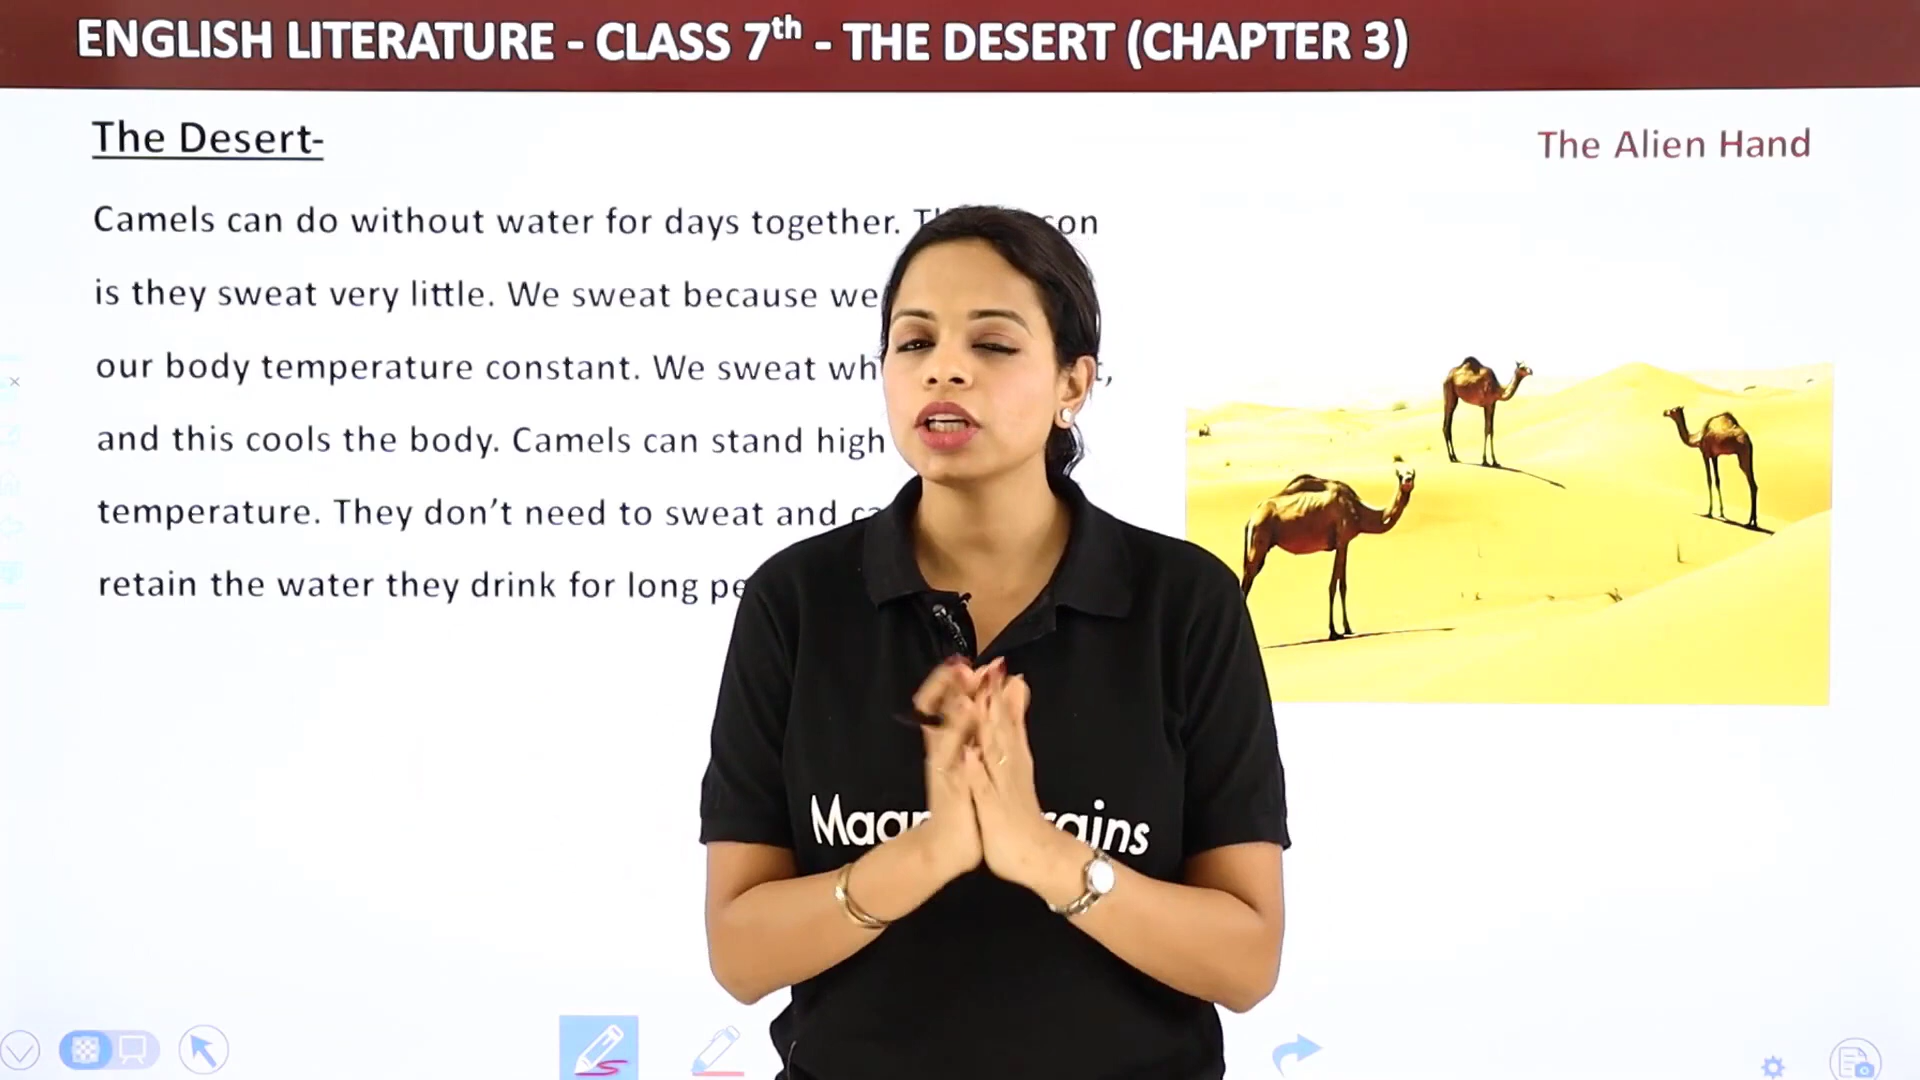 ENGLISH LITERATURE - CLASS 7th - THE DESERT (CHAPTER 3)
The Desert-
The Alien Hand
Camels can do without water for days together.
is they sweat very little. We sweat because we
our body temperature constant. We sweat
and this cools the body. Camels can stand high
temperature. They don't need to sweat and
retain the water they drink for long